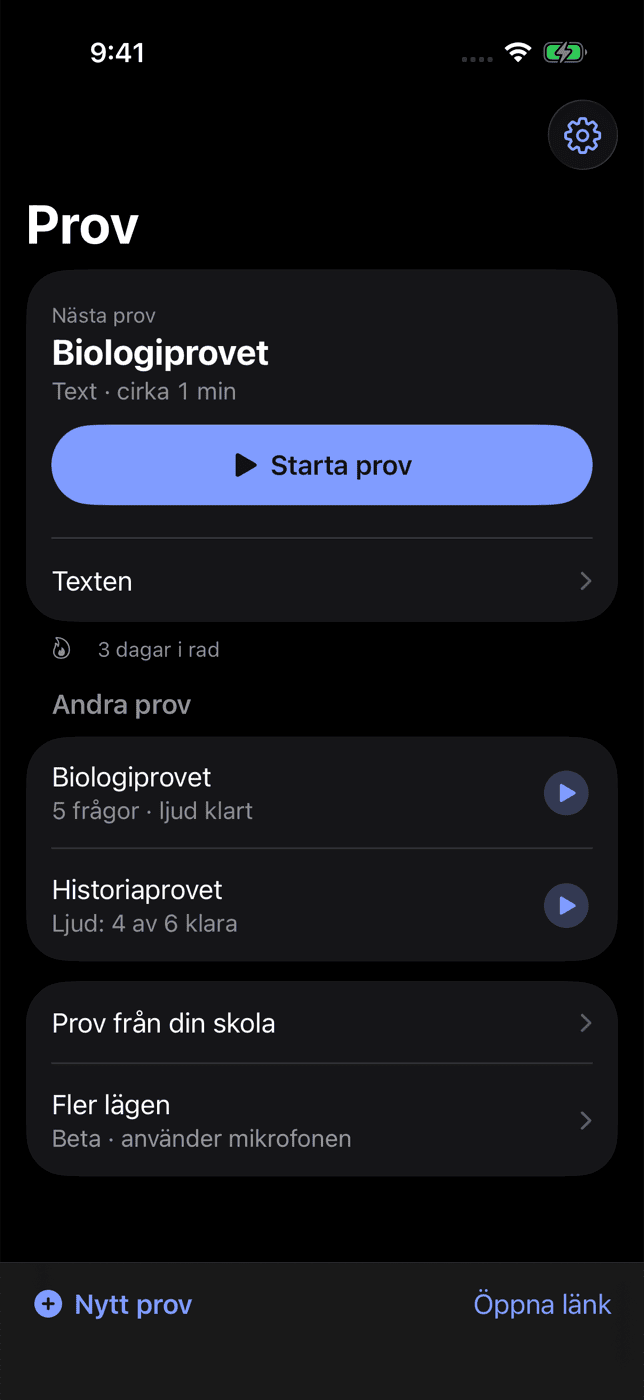 9:41
Prov
Nästa prov
Biologiprovet
Text · cirka 1 min
Starta prov
Texten
3 dagar i rad
Andra prov
Biologiprovet
5 frågor · ljud klart
Historiaprovet
Ljud: 4 av 6 klara
Prov från din skola
Fler lägen
Beta · använder mikrofonen
Nytt prov
Öppna länk